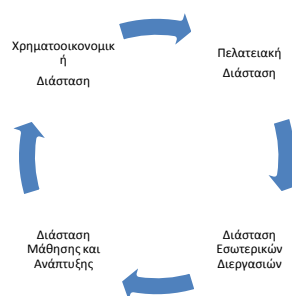 Χρηματοοικονομικ
ή
Διάσταση
Πελατειακή
Διάσταση
Διάσταση
Μάθησης και
Ανάπτυξης
Διάσταση
Εσωτερικών
Διεργασιών